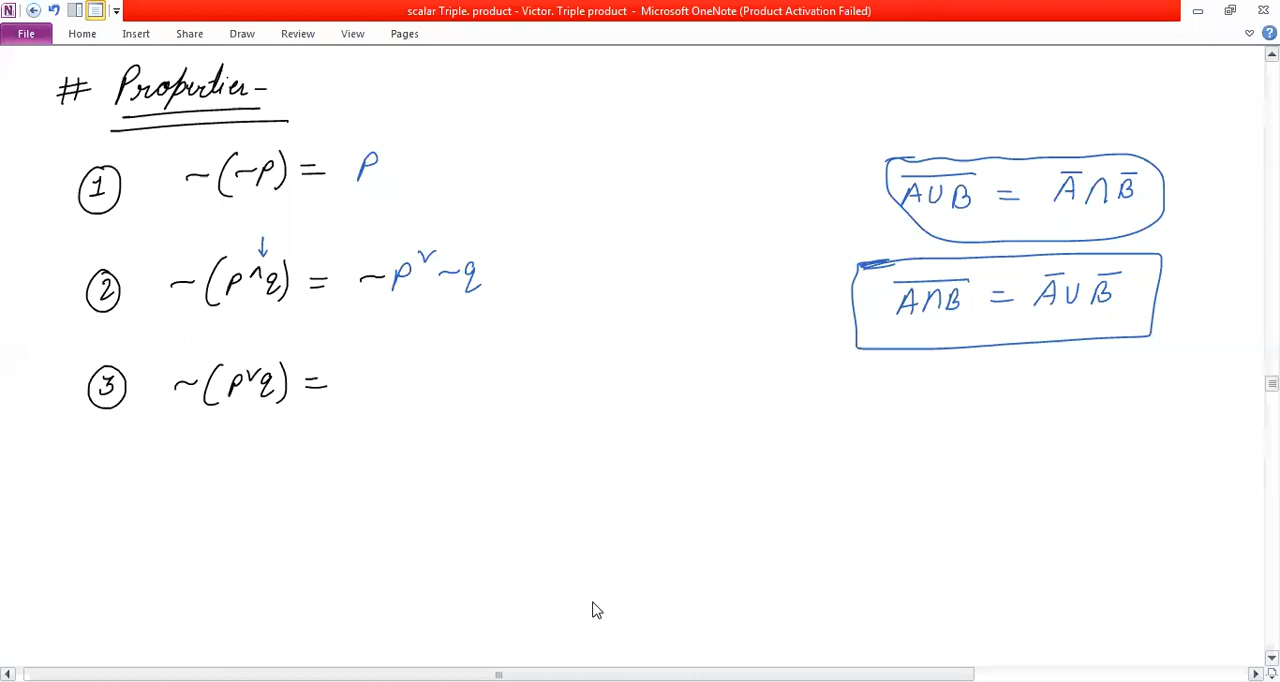 scalar Triple. product - Victor. Triple product - Microsoft OneNote (Product Activation Failed)
File Home Insert Share Draw Review View Pages
# Properties -
① ~(~p) = p
② ~(p ^ q) = ~p ∨ ~q
③ ~(p ∨ q) =
A̅∪̅B̅ = A̅ ∩ B̅
A̅∩̅B̅ = A̅ ∪ B̅